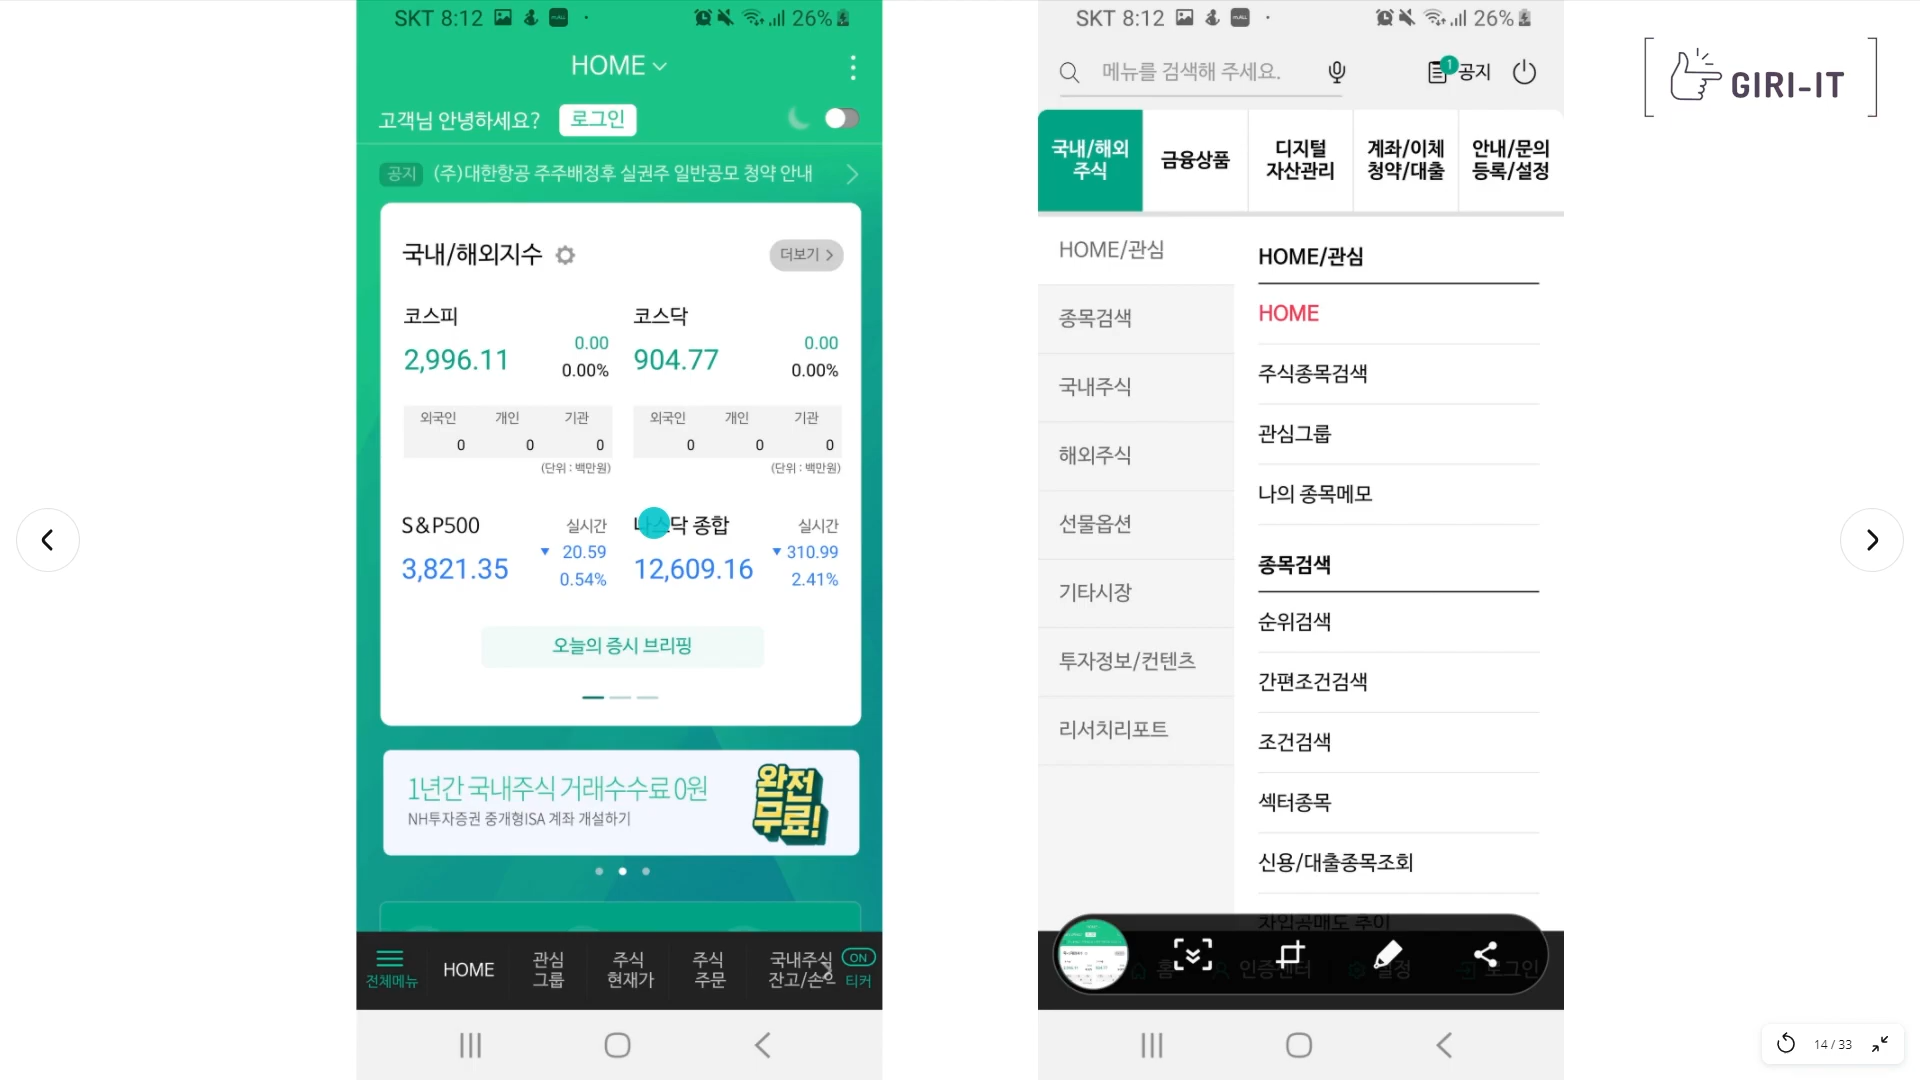 SKT 8:12
26%
HOME
고객님 안녕하세요?
로그인
공지
(주)대한항공 주주배정후 실권주 일반공모 청약 안내
국내/해외지수
더보기
코스피
2,996.11
0.00
0.00%
코스닥
904.77
0.00
0.00%
외국인 개인 기관
0 0 0
(단위 : 백만원)
외국인 개인 기관
0 0 0
(단위 : 백만원)
S&P500
실시간
3,821.35
▼ 20.59
0.54%
닥 종합
실시간
12,609.16
▼ 310.99
2.41%
오늘의 증시 브리핑
1년간 국내주식 거래수수료 0원
NH투자증권 중개형ISA 계좌 개설하기
완전
무료!
전체메뉴
HOME
관심
그룹
주식
현재가
주식
주문
국내주식
잔고/손
ON
티커
SKT 8:12
26%
메뉴를 검색해 주세요.
1
공지
국내/해외
주식
금융상품
디지털
자산관리
계좌/이체
청약/대출
안내/문의
등록/설정
HOME/관심
종목검색
국내주식
해외주식
선물옵션
기타시장
투자정보/컨텐츠
리서치리포트
HOME/관심
HOME
주식종목검색
관심그룹
나의 종목메모
종목검색
순위검색
간편조건검색
조건검색
섹터종목
신용/대출종목조회
홈
인증센터
설정
로그인
GIRI-IT
14 / 33